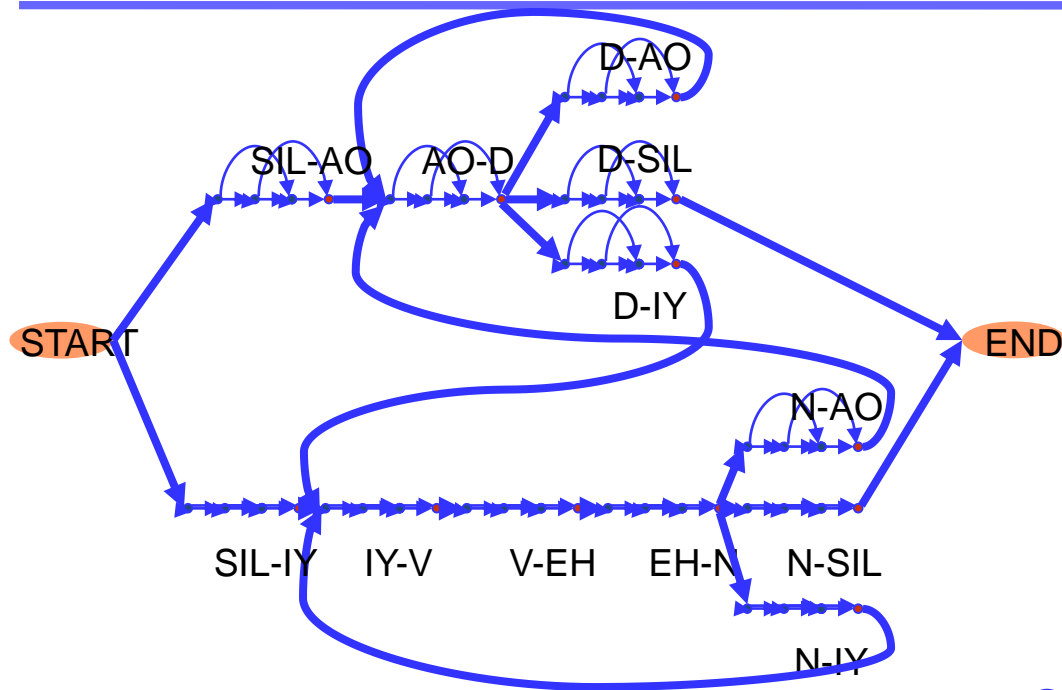 D-AO
SIL-AO AO-D D-SIL
D-IY
START END
N-AO
SIL-IY IY-V V-EH EH-N N-SIL
N-IY